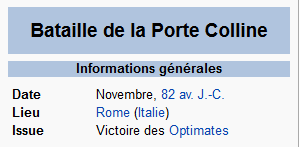 Bataille de la Porte Colline
Informations générales
Date Novembre, 82 av. J.-C.
Lieu Rome (Italie)
Issue Victoire des Optimates